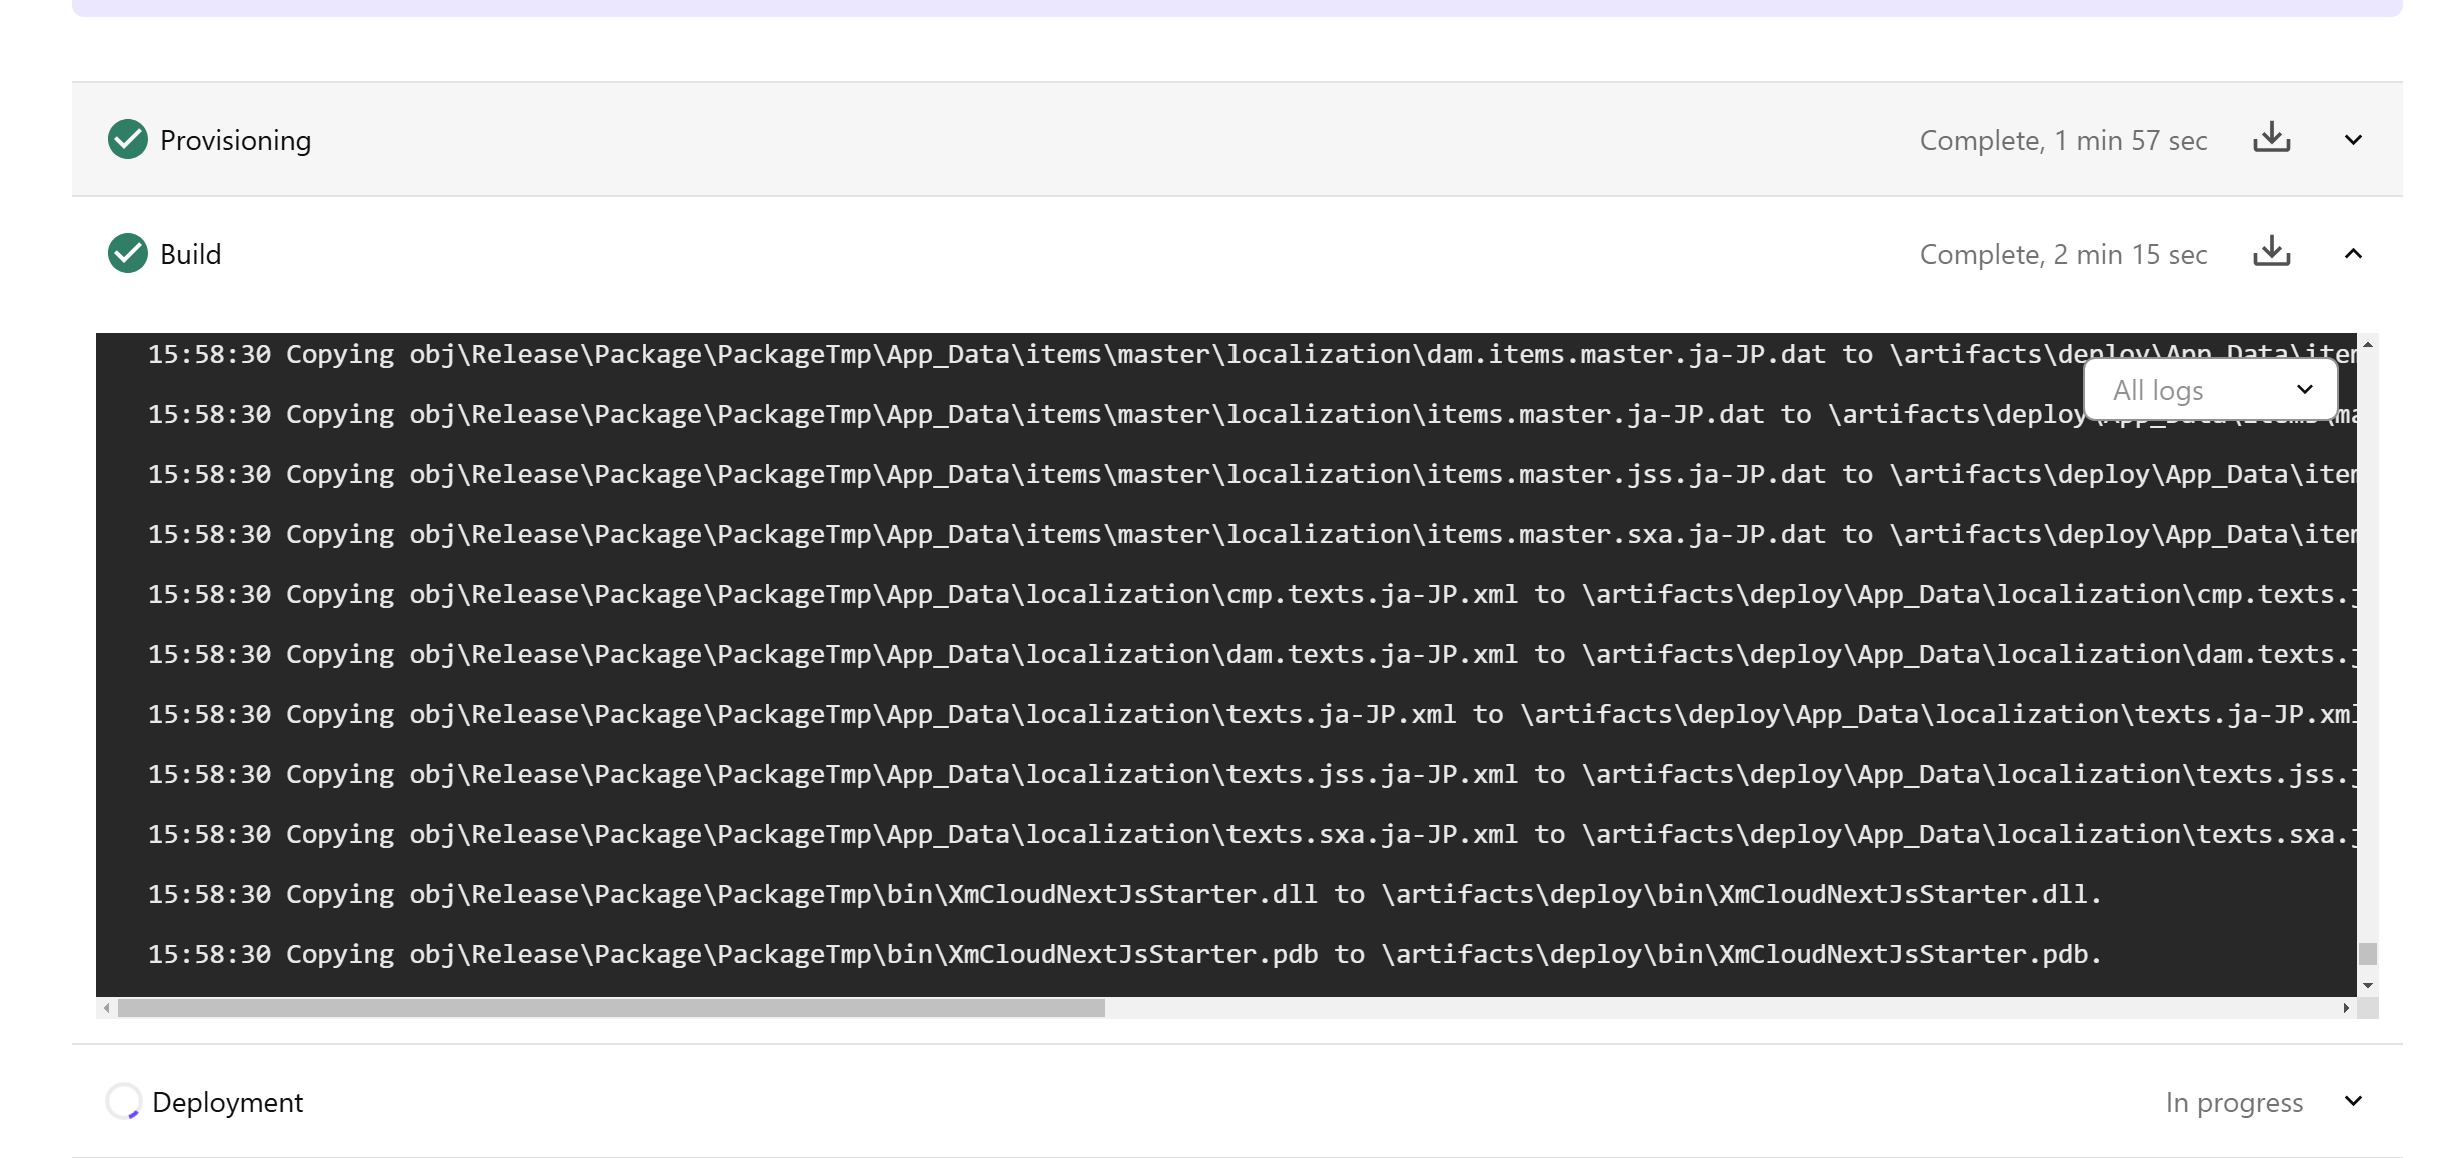 Provisioning
Complete, 1 min 57 sec
Build
Complete, 2 min 15 sec
All logs
15:58:30 Copying obj\Release\Package\PackageTmp\App_Data\items\master\localization\dam.items.master.ja-JP.dat to \artifacts\deploy\App_Data\iter
15:58:30 Copying obj\Release\Package\PackageTmp\App_Data\items\master\localization\items.master.ja-JP.dat to \artifacts\deploy\App_Data\items\ma
15:58:30 Copying obj\Release\Package\PackageTmp\App_Data\items\master\localization\items.master.jss.ja-JP.dat to \artifacts\deploy\App_Data\iter
15:58:30 Copying obj\Release\Package\PackageTmp\App_Data\items\master\localization\items.master.sxa.ja-JP.dat to \artifacts\deploy\App_Data\iter
15:58:30 Copying obj\Release\Package\PackageTmp\App_Data\localization\cmp.texts.ja-JP.xml to \artifacts\deploy\App_Data\localization\cmp.texts.j
15:58:30 Copying obj\Release\Package\PackageTmp\App_Data\localization\dam.texts.ja-JP.xml to \artifacts\deploy\App_Data\localization\dam.texts.j
15:58:30 Copying obj\Release\Package\PackageTmp\App_Data\localization\texts.ja-JP.xml to \artifacts\deploy\App_Data\localization\texts.ja-JP.xml
15:58:30 Copying obj\Release\Package\PackageTmp\App_Data\localization\texts.jss.ja-JP.xml to \artifacts\deploy\App_Data\localization\texts.jss.j
15:58:30 Copying obj\Release\Package\PackageTmp\App_Data\localization\texts.sxa.ja-JP.xml to \artifacts\deploy\App_Data\localization\texts.sxa.j
15:58:30 Copying obj\Release\Package\PackageTmp\bin\XmCloudNextJsStarter.dll to \artifacts\deploy\bin\XmCloudNextJsStarter.dll.
15:58:30 Copying obj\Release\Package\PackageTmp\bin\XmCloudNextJsStarter.pdb to \artifacts\deploy\bin\XmCloudNextJsStarter.pdb.
Deployment
In progress